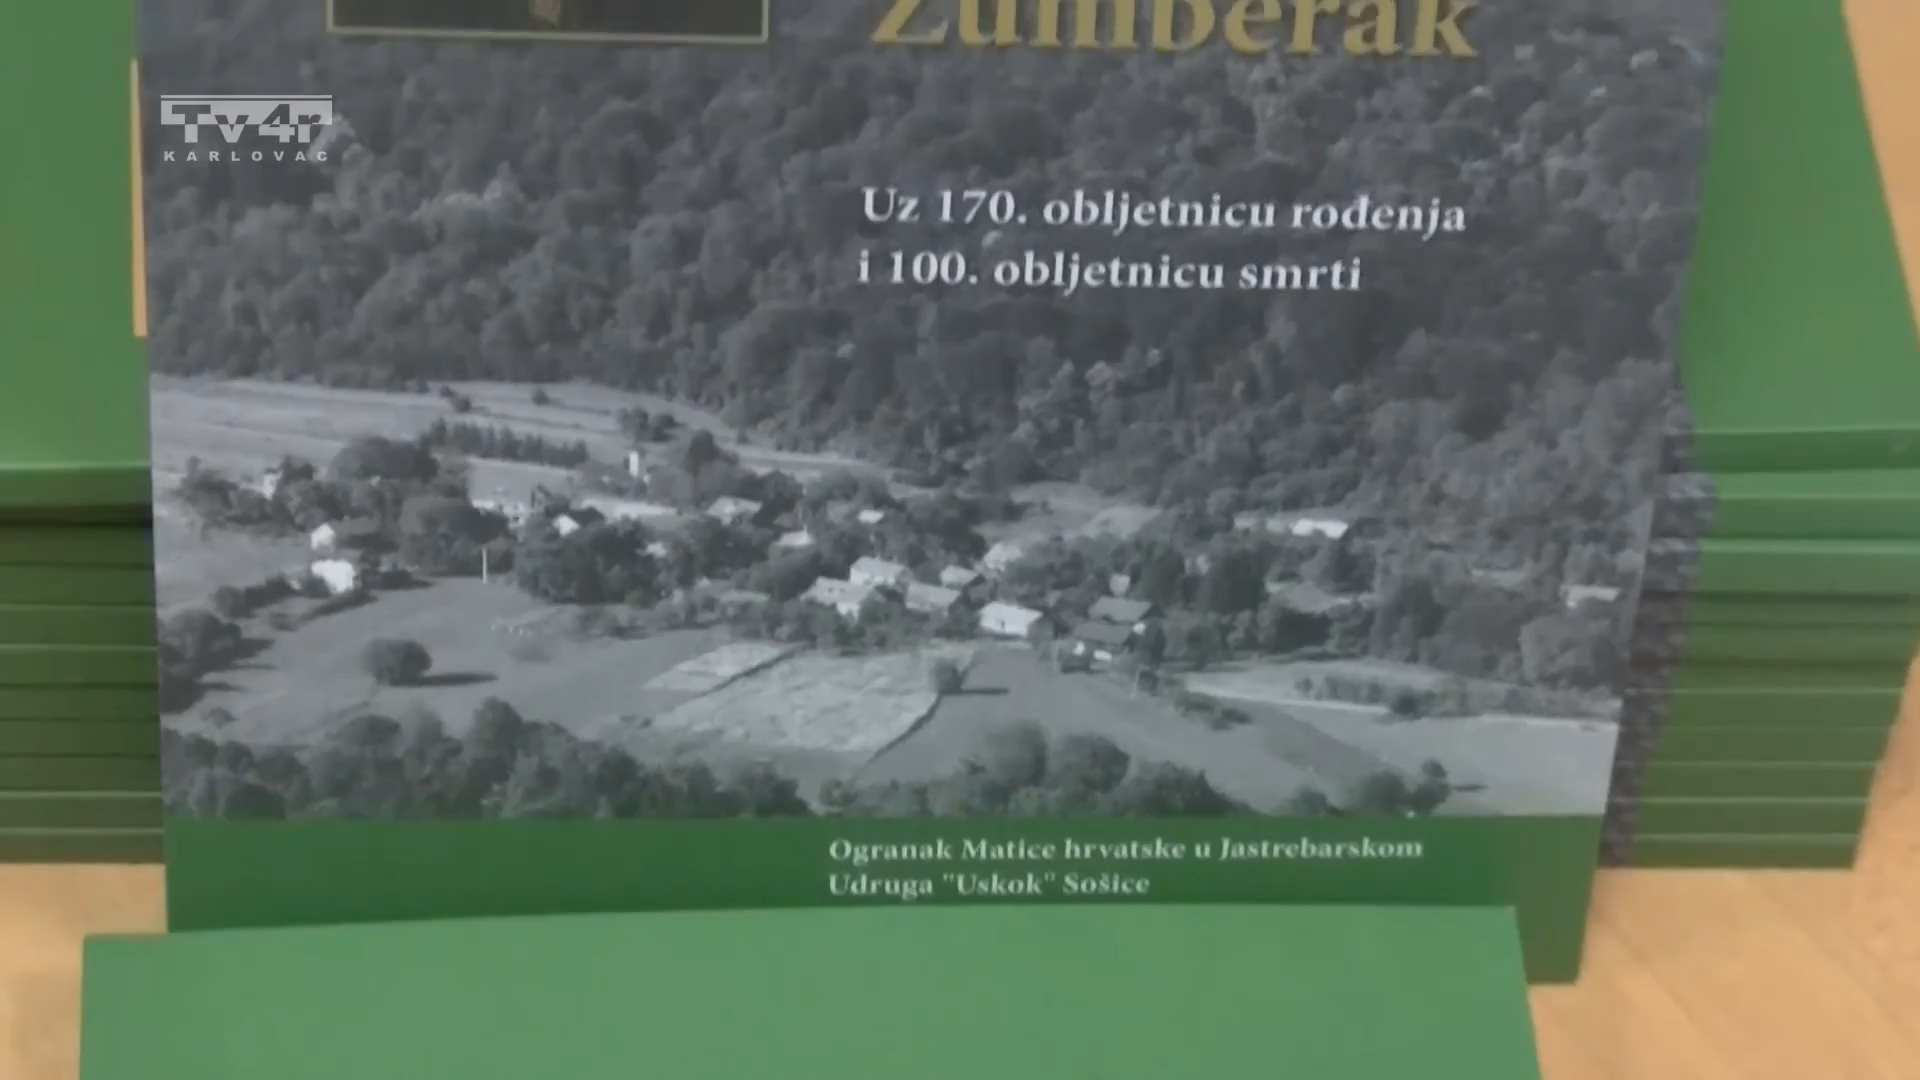 Žumberak
Tv4r
KARLOVAC
Uz 170. obljetnicu rođenja
i 100. obljetnicu smrti
Ogranak Matice hrvatske u Jastrebarskom
Udruga "Uskok" Sošice